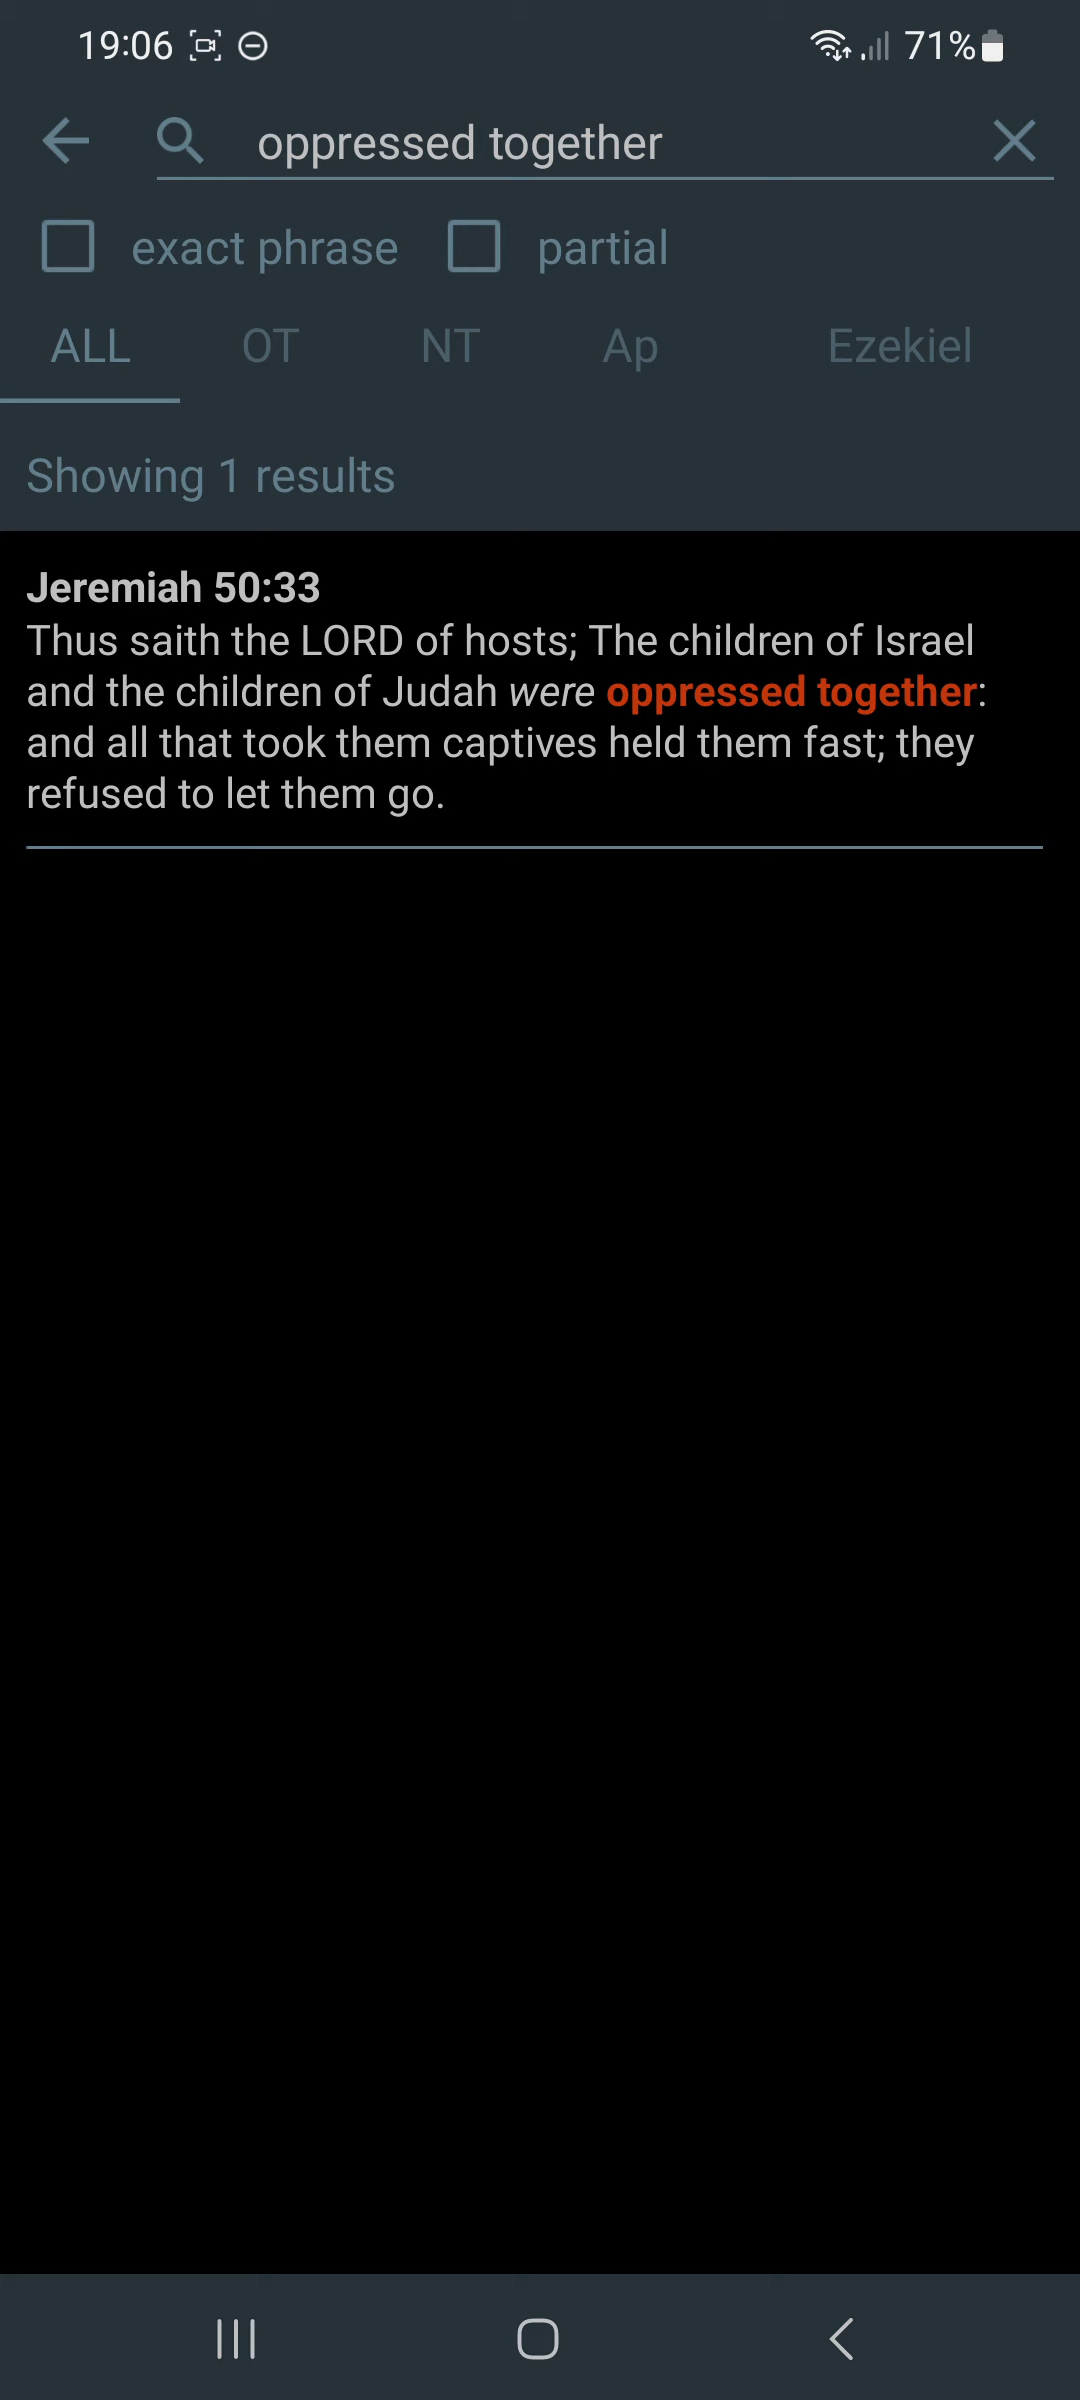 19:06
71%
oppressed together
exact phrase
partial
ALL
OT
NT
Ap
Ezekiel
Showing 1 results
Jeremiah 50:33
Thus saith the LORD of hosts; The children of Israel
and the children of Judah were oppressed together:
and all that took them captives held them fast; they
refused to let them go.